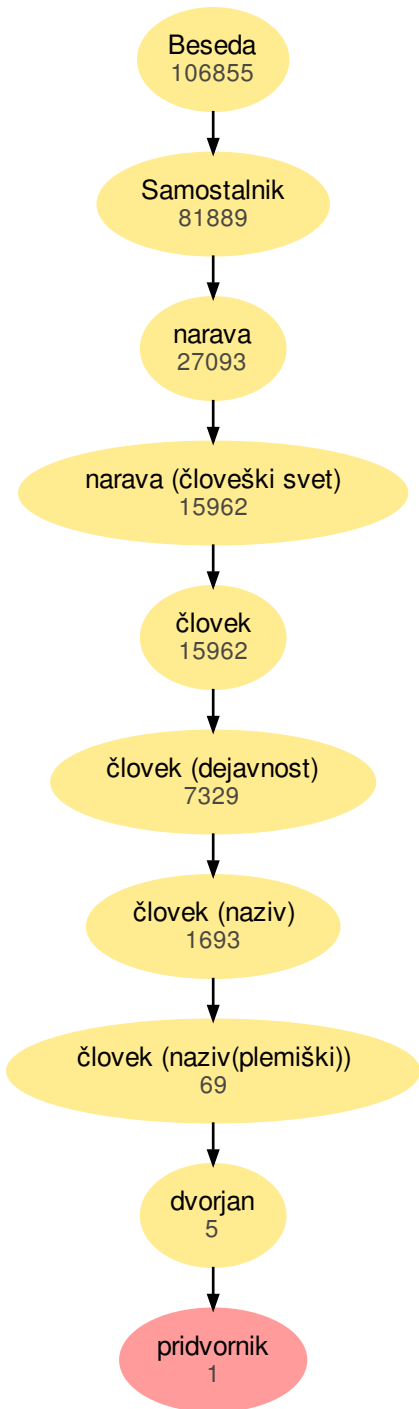 Beseda
106855
Samostalnik
81889
narava
27093
narava (človeški svet)
15962
človek
15962
človek (dejavnost)
7329
človek (naziv)
1693
človek (naziv(plemiški))
69
dvorjan
5
pridvornik
1